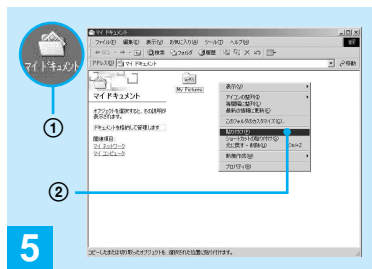 マイ ドキュメント
①
マイ ドキュメント
ファイル(F) 編集(E) 表示(V) お気に入り(A) ツール(T) ヘルプ(H)
戻る 検索 フォルダ 履歴
アドレス(D) マイ ドキュメント 移動
マイ ドキュメント
オブジェクトを選択すると、その説明が
表示されます。
ドキュメントを格納して管理します
関連項目:
マイ ネットワーク
マイ コンピュータ
My Pictures
表示(V)
アイコンの整列(I)
等間隔に整列(L)
最新の情報に更新(E)
このフォルダのカスタマイズ(C)...
貼り付け(P)
ショートカットの貼り付け(S)
元に戻す - 削除(U) Ctrl+Z
新規作成(W)
プロパティ(R)
②
コピーしたまたは切り取ったオブジェクトを、選択された位置に貼り付けます。
5